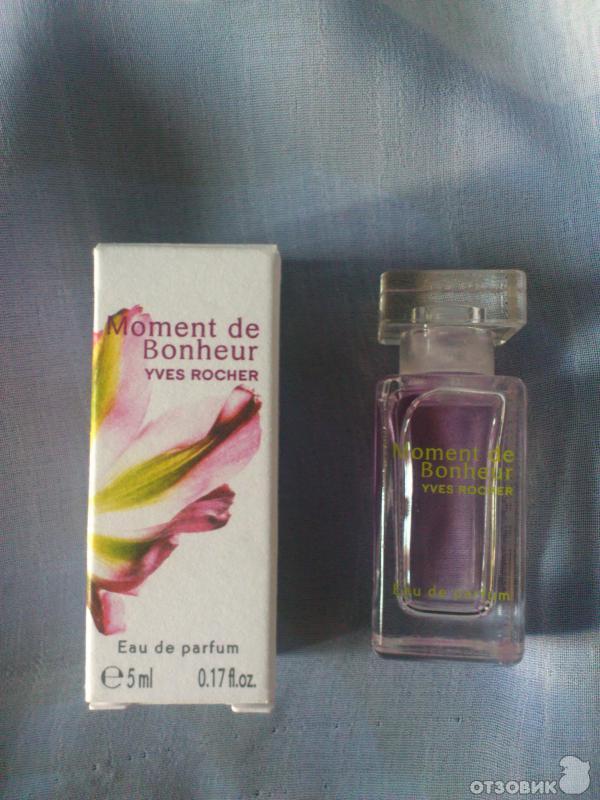 Moment de
Bonheur
YVES ROCHER
Eau de parfum
℮ 5 ml 0.17 fl.oz.
Moment de
Bonheur
YVES ROCHER
Eau de parfum
ОТЗОВИК